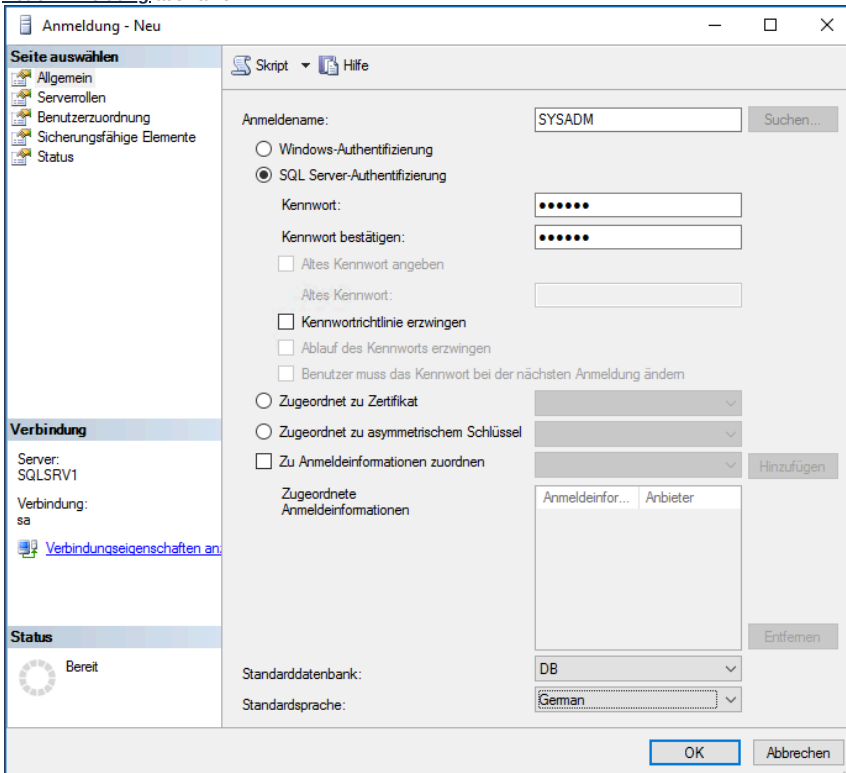 Anmeldung - Neu
Seite auswählen
Allgemein
Serverrollen
Benutzerzuordnung
Sicherungsfähige Elemente
Status
Skript
Hilfe
Anmeldename:
SYSADM
Suchen...
Windows-Authentifizierung
SQL Server-Authentifizierung
Kennwort:
●●●●●●
Kennwort bestätigen:
●●●●●●
Altes Kennwort angeben
Altes Kennwort:
Kennwortrichtlinie erzwingen
Ablauf des Kennworts erzwingen
Benutzer muss das Kennwort bei der nächsten Anmeldung ändern
Zugeordnet zu Zertifikat
Zugeordnet zu asymmetrischem Schlüssel
Zu Anmeldeinformationen zuordnen
Hinzufügen
Zugeordnete
Anmeldeinformationen
Anmeldeinfor... Anbieter
Entfernen
Standarddatenbank:
DB
Standardsprache:
German
Verbindung
Server:
SQLSRV1
Verbindung:
sa
Verbindungseigenschaften an
Status
Bereit
OK
Abbrechen